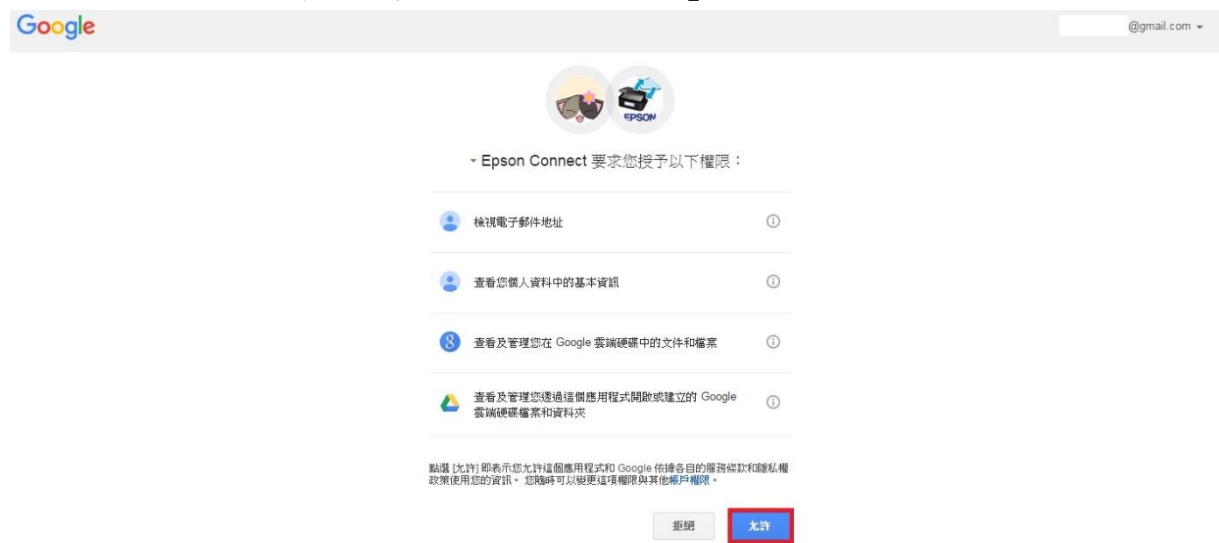 Google
@gmail.com
EPSON
Epson Connect 要求您授予以下權限：
檢視電子郵件地址
查看您個人資料中的基本資訊
查看及管理您在 Google 雲端硬碟中的文件和檔案
查看及管理您透過這個應用程式開啟或建立的 Google
雲端硬碟檔案和資料夾
點選 [允許] 即表示您允許這個應用程式和 Google 依據各自的服務條款和隱私權
政策使用您的資訊。您隨時可以變更這項權限與其他帳戶權限。
拒絕
允許